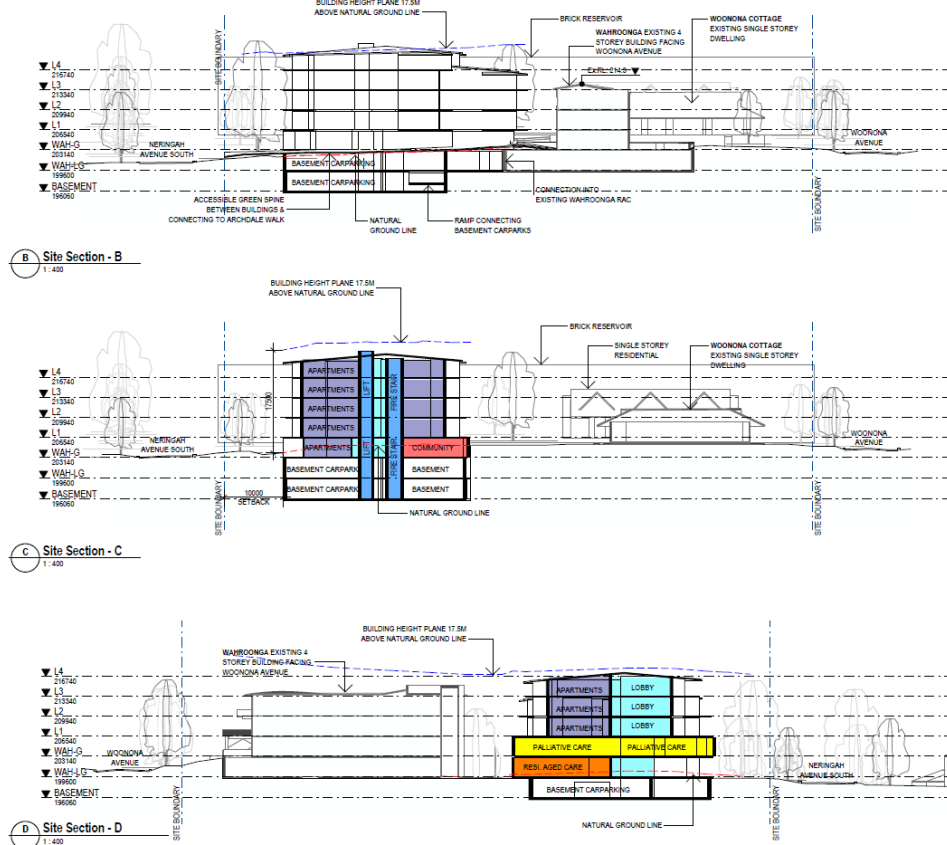 BUILDING HEIGHT PLANE 17.5M
ABOVE NATURAL GROUND LINE
BRICK RESERVOIR
WAHROONGA EXISTING 4
STOREY BUILDING FACING
WOONONA AVENUE
WOONONA COTTAGE
EXISTING SINGLE STOREY
DWELLING
SITE BOUNDARY
L4
216740
L3
213340
L2
209940
L1
206540
WAH-G
203140
WAH-LG
199600
BASEMENT
196060
NERINGAH
AVENUE SOUTH
WOONONA
AVENUE
BASEMENT CARPARKING
BASEMENT CARPARKING
ACCESSIBLE GREEN SPINE
BETWEEN BUILDINGS &
CONNECTING TO ARCHDALE WALK
NATURAL
GROUND LINE
RAMP CONNECTING
BASEMENT CARPARKS
CONNECTION INTO
EXISTING WAHROONGA RAC
SITE BOUNDARY
B Site Section - B
1 : 400
BUILDING HEIGHT PLANE 17.5M
ABOVE NATURAL GROUND LINE
BRICK RESERVOIR
SINGLE STOREY
RESIDENTIAL
WOONONA COTTAGE
EXISTING SINGLE STOREY
DWELLING
L4
216740
L3
213340
L2
209940
L1
206540
WAH-G
203140
WAH-LG
199600
BASEMENT
196060
NERINGAH
AVENUE SOUTH
WOONONA
AVENUE
17500
APARTMENTS
APARTMENTS
APARTMENTS
APARTMENTS
APARTMENTS
LIFT
LIFT
FIRE STAIR
FIRE STAIR
COMMUNITY
BASEMENT CARPARK
BASEMENT
BASEMENT CARPARK
BASEMENT
10000
SETBACK
NATURAL GROUND LINE
SITE BOUNDARY
SITE BOUNDARY
C Site Section - C
1 : 400
BUILDING HEIGHT PLANE 17.5M
ABOVE NATURAL GROUND LINE
WAHROONGA EXISTING 4
STOREY BUILDING FACING
WOONONA AVENUE
L4
216740
L3
213340
L2
209940
L1
206540
WAH-G
203140
WAH-LG
199600
BASEMENT
196060
WOONONA
AVENUE
APARTMENTS LOBBY
APARTMENTS LOBBY
APARTMENTS LOBBY
PALLIATIVE CARE PALLIATIVE CARE
RESI. AGED CARE
BASEMENT CARPARKING
NERINGAH
AVENUE SOUTH
NATURAL GROUND LINE
SITE BOUNDARY
SITE BOUNDARY
D Site Section - D
1 : 400